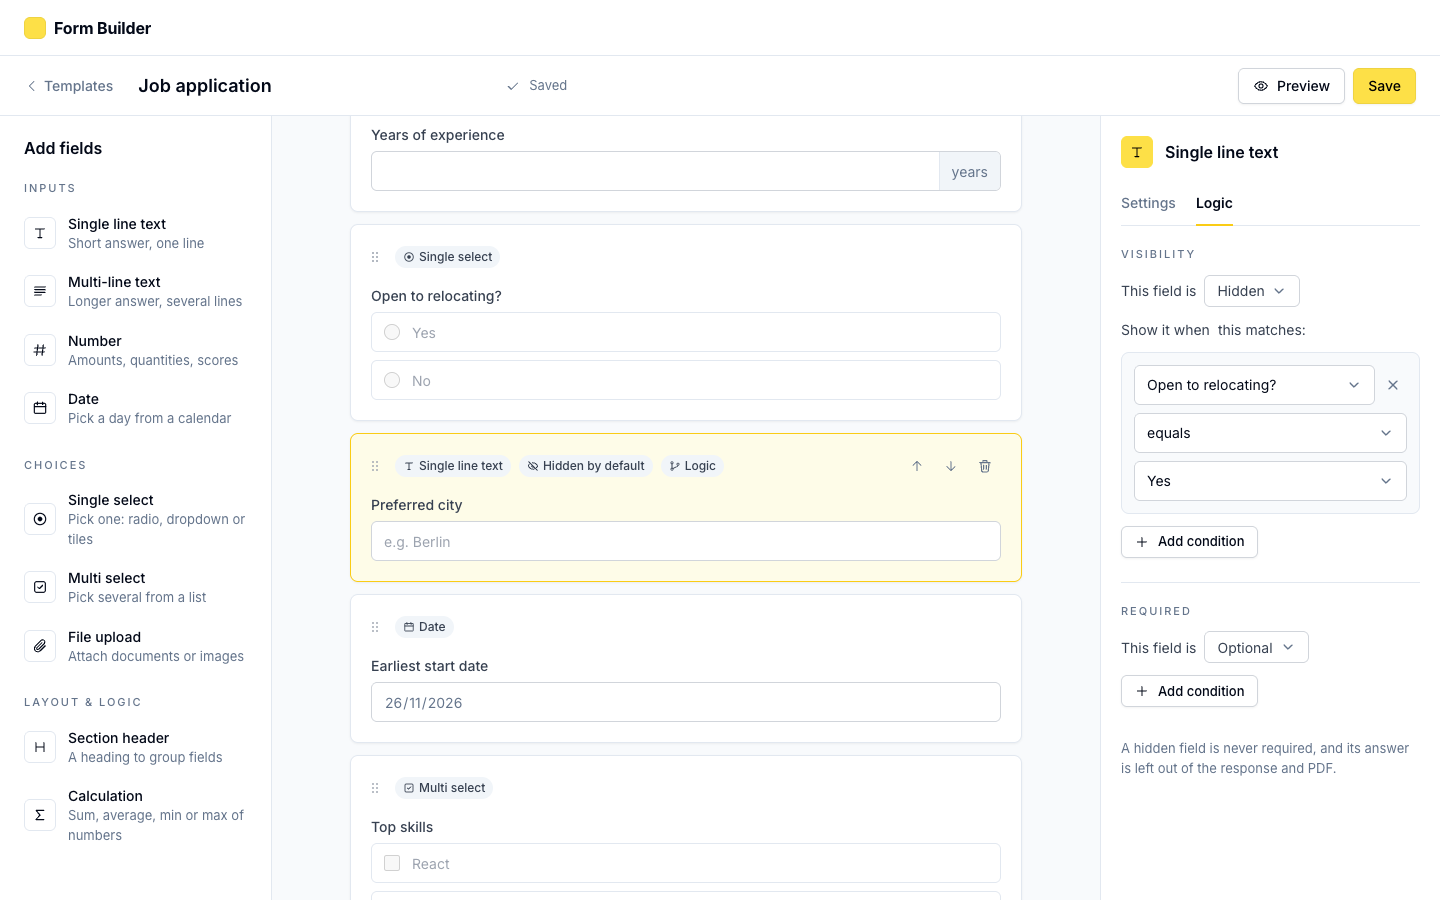 Form Builder
Templates
Job application
Saved
Preview
Save
Add fields
INPUTS
Single line text
Short answer, one line
Multi-line text
Longer answer, several lines
Number
Amounts, quantities, scores
Date
Pick a day from a calendar
CHOICES
Single select
Pick one: radio, dropdown or
tiles
Multi select
Pick several from a list
File upload
Attach documents or images
LAYOUT & LOGIC
Section header
A heading to group fields
Calculation
Sum, average, min or max of
numbers
Years of experience
years
Single select
Open to relocating?
Yes
No
Single line text
Hidden by default
Logic
Preferred city
e.g. Berlin
Date
Earliest start date
26/11/2026
Multi select
Top skills
React
Single line text
Settings
Logic
VISIBILITY
This field is Hidden
Show it when this matches:
Open to relocating?
equals
Yes
Add condition
REQUIRED
This field is Optional
Add condition
A hidden field is never required, and its answer
is left out of the response and PDF.